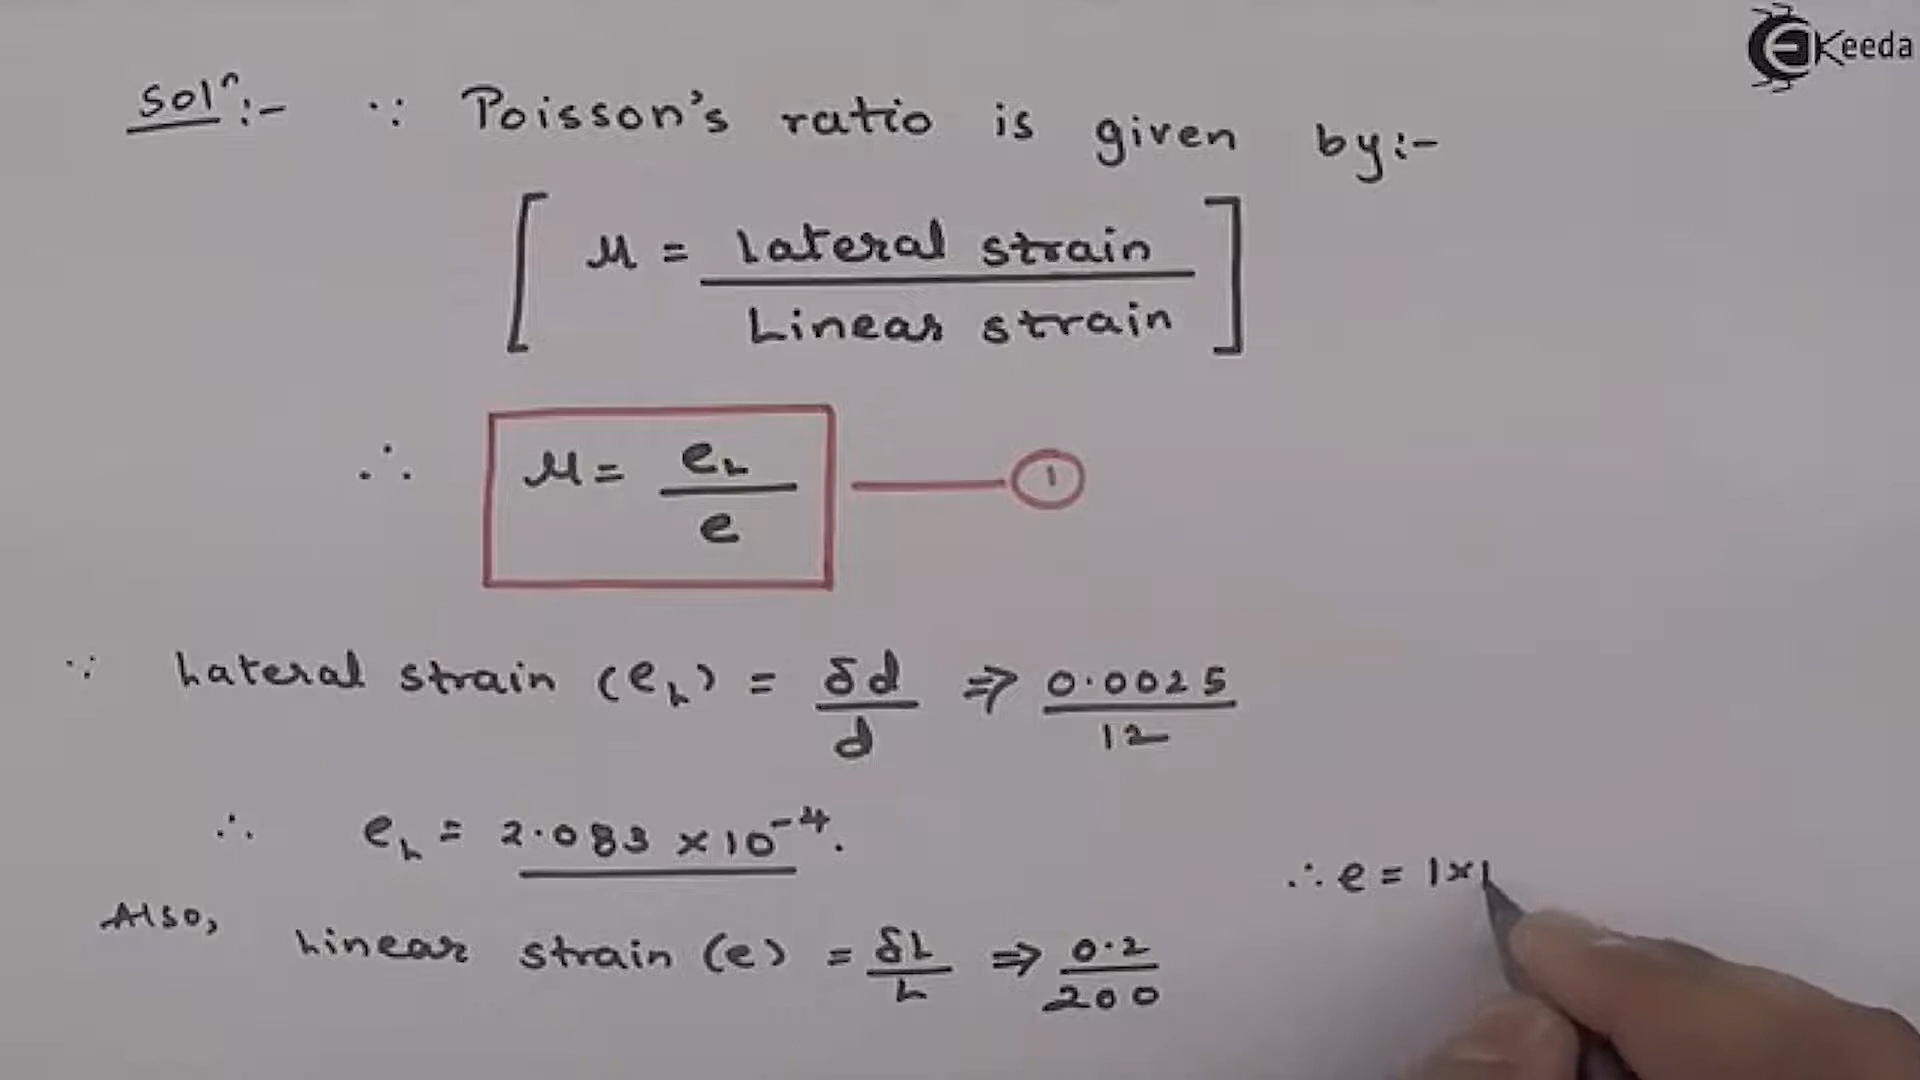 Keeda
Solⁿ:- ∵ Poisson's ratio is given by:-
[ μ = Lateral strain / Linear strain ]
∴ μ = e_L / e ——— ①
∵ Lateral strain (e_L) = δd / d ⇒ 0.0025 / 12
∴ e_L = 2.083 × 10⁻⁴.
∴ e = 1×1
Also, Linear strain (e) = δL / L ⇒ 0.2 / 200